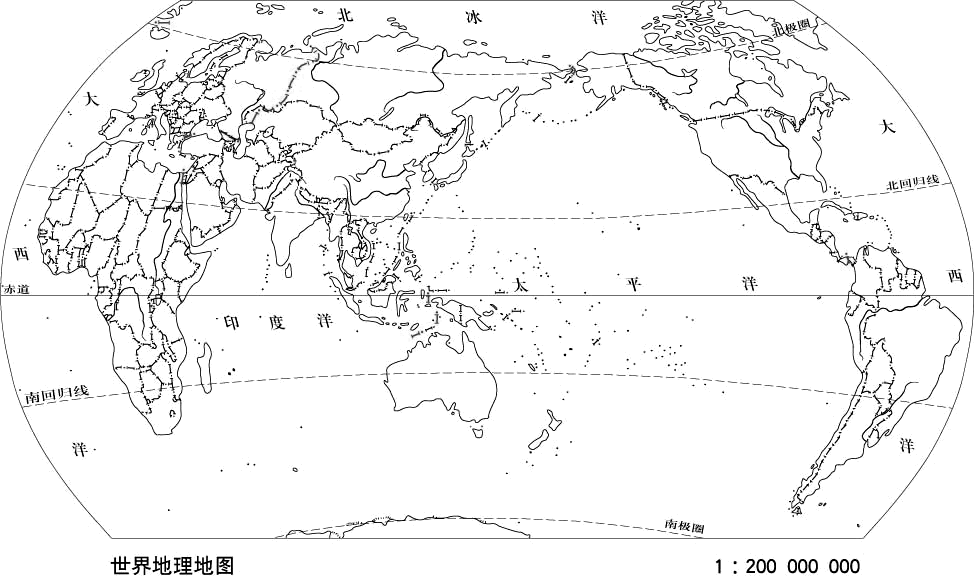 北 冰 洋
北极圈
大
大
北回归线
西
西
赤道
太 平 洋
印 度 洋
南回归线
洋
洋
南极圈
世界地理地图
1：200 000 000